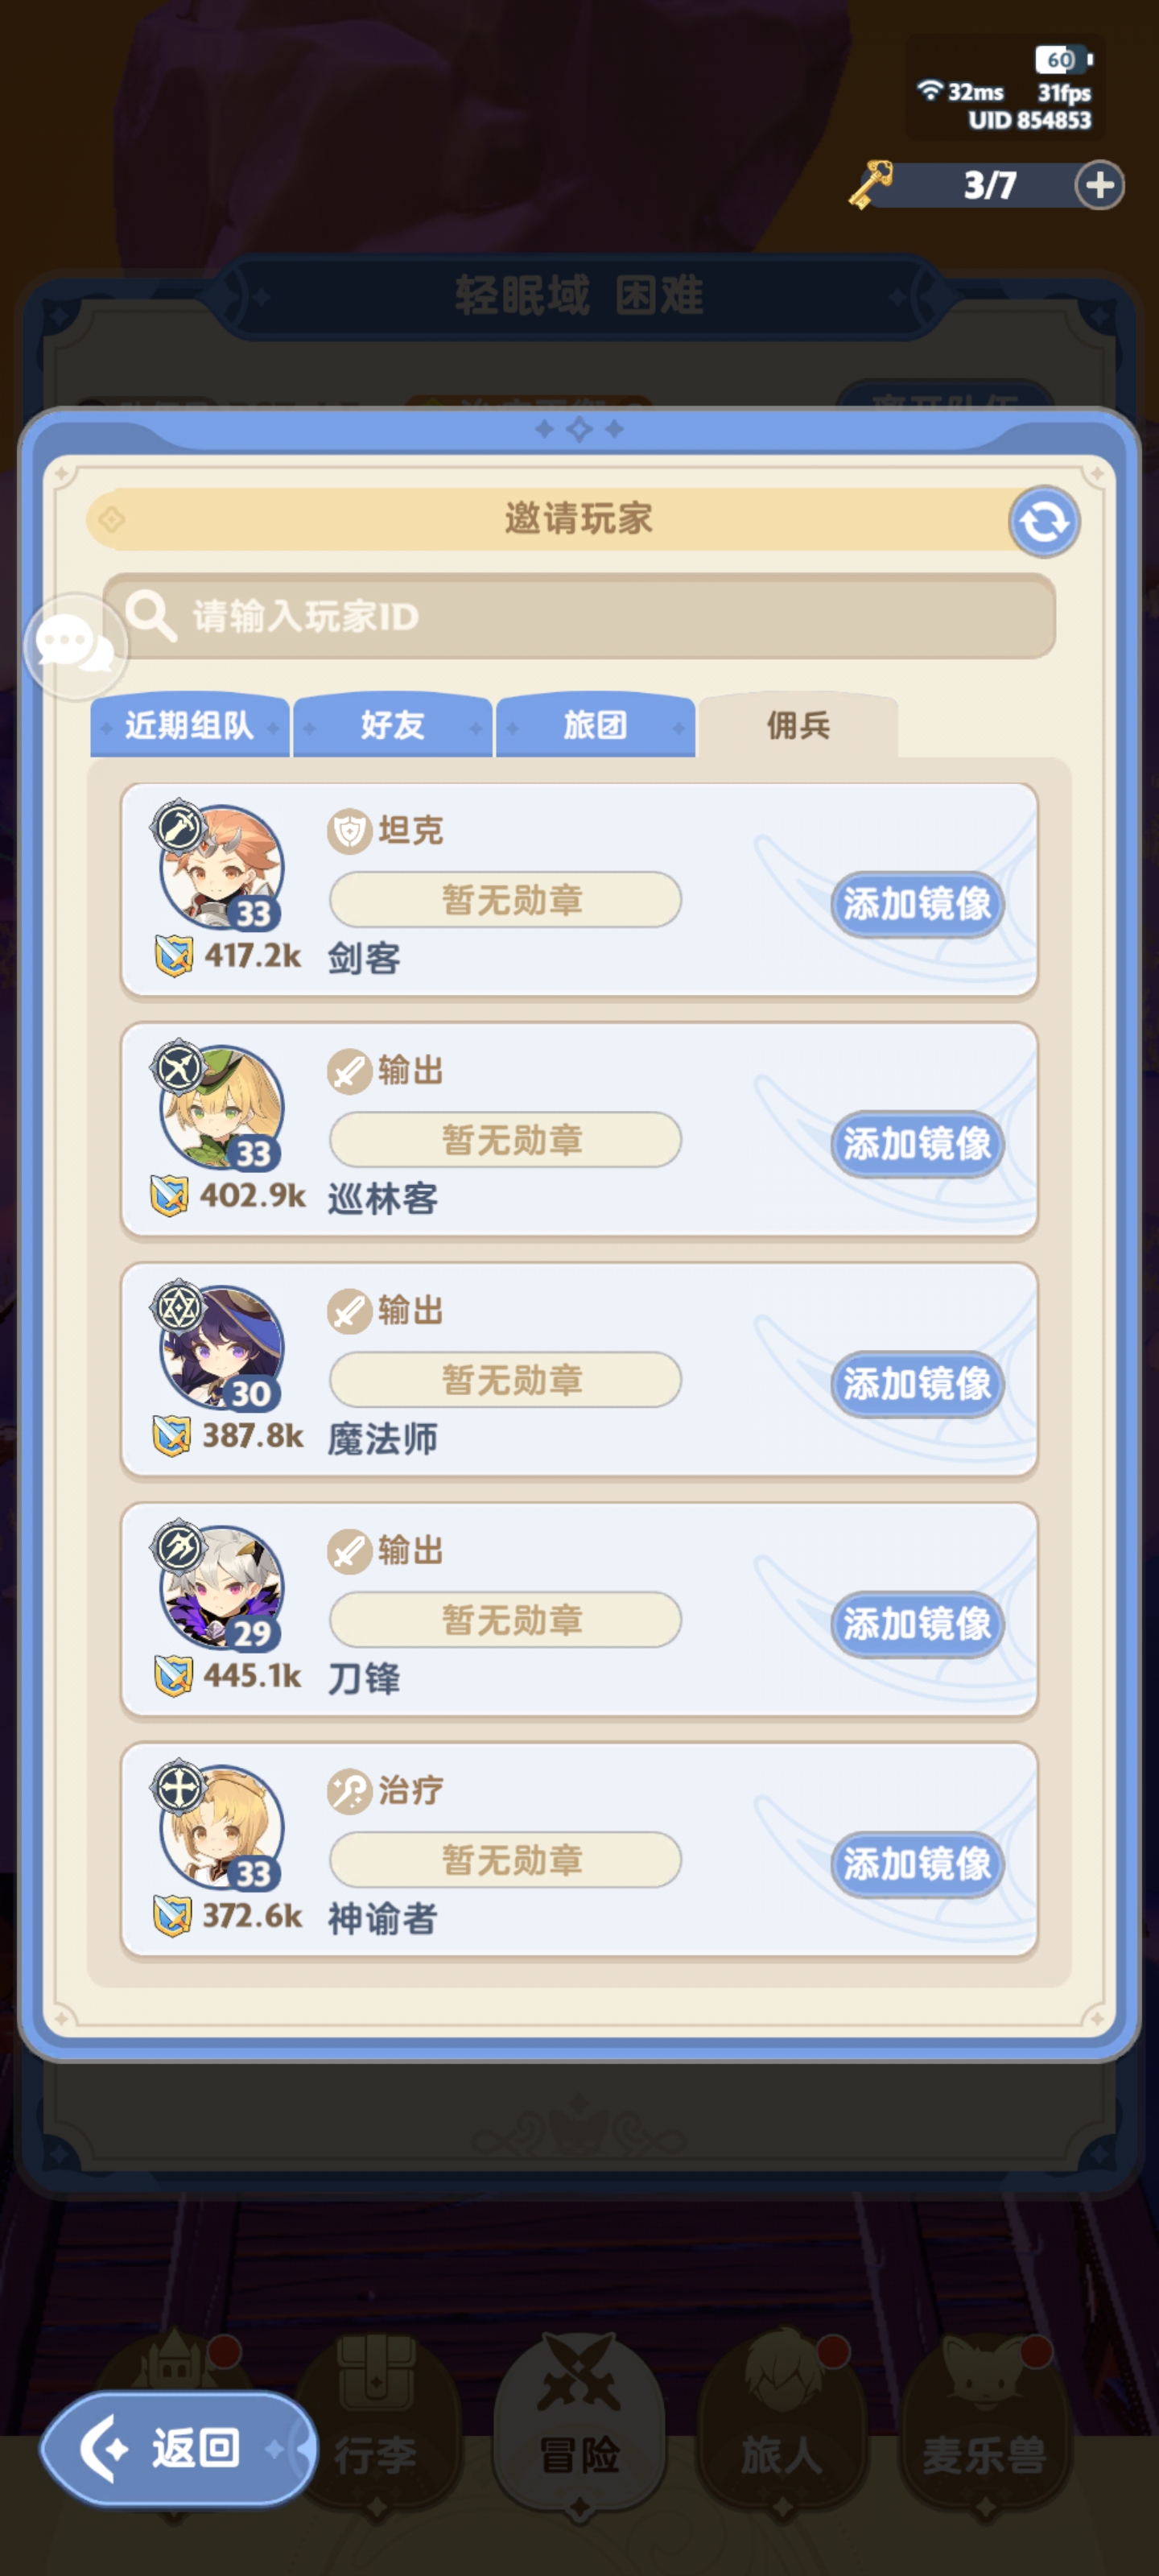 60
32ms 31fps
UID 854853
3/7
轻眠域 困难
离开队伍
邀请玩家
请输入玩家ID
近期组队 好友 旅团 佣兵
坦克
33
暂无勋章
添加镜像
417.2k 剑客
输出
33
暂无勋章
添加镜像
402.9k 巡林客
输出
30
暂无勋章
添加镜像
387.8k 魔法师
输出
29
暂无勋章
添加镜像
445.1k 刀锋
治疗
33
暂无勋章
添加镜像
372.6k 神谕者
返回 行李 冒险 旅人 麦乐兽